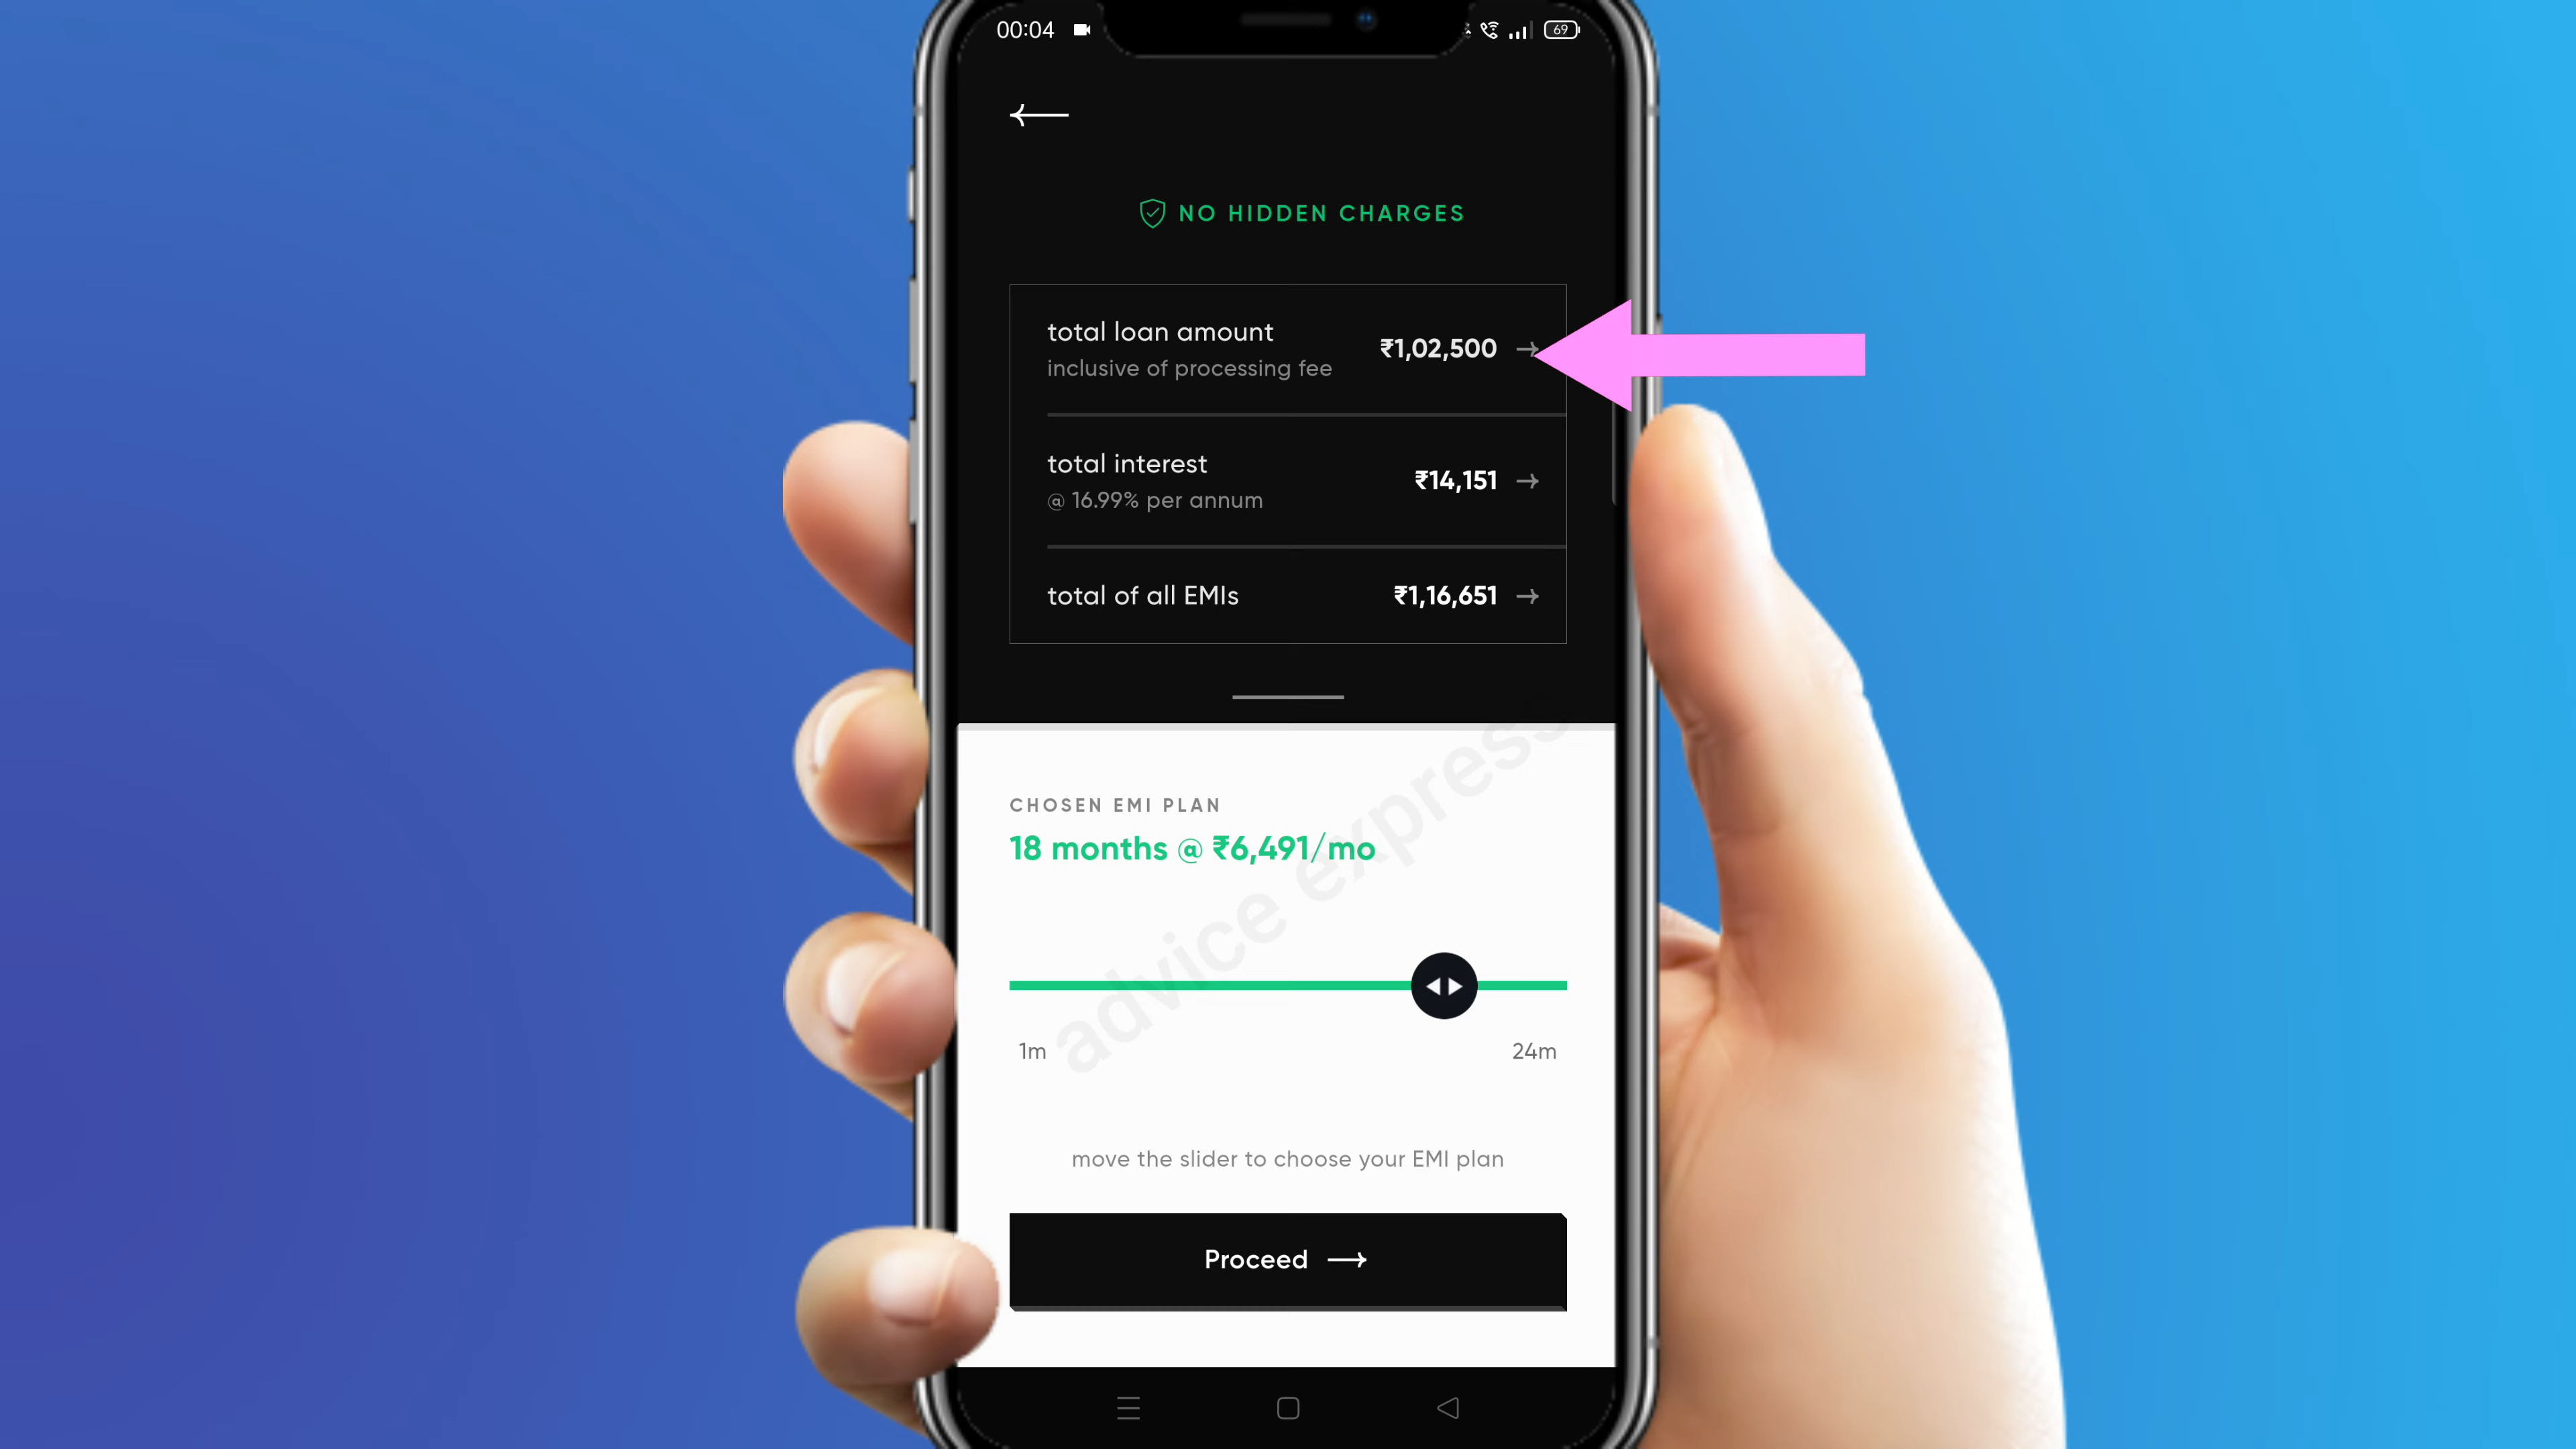 00:04
69
NO HIDDEN CHARGES
total loan amount
inclusive of processing fee
₹1,02,500
total interest
@ 16.99% per annum
₹14,151
total of all EMIs
₹1,16,651
CHOSEN EMI PLAN
18 months @ ₹6,491/mo
advice express
1m
24m
move the slider to choose your EMI plan
Proceed